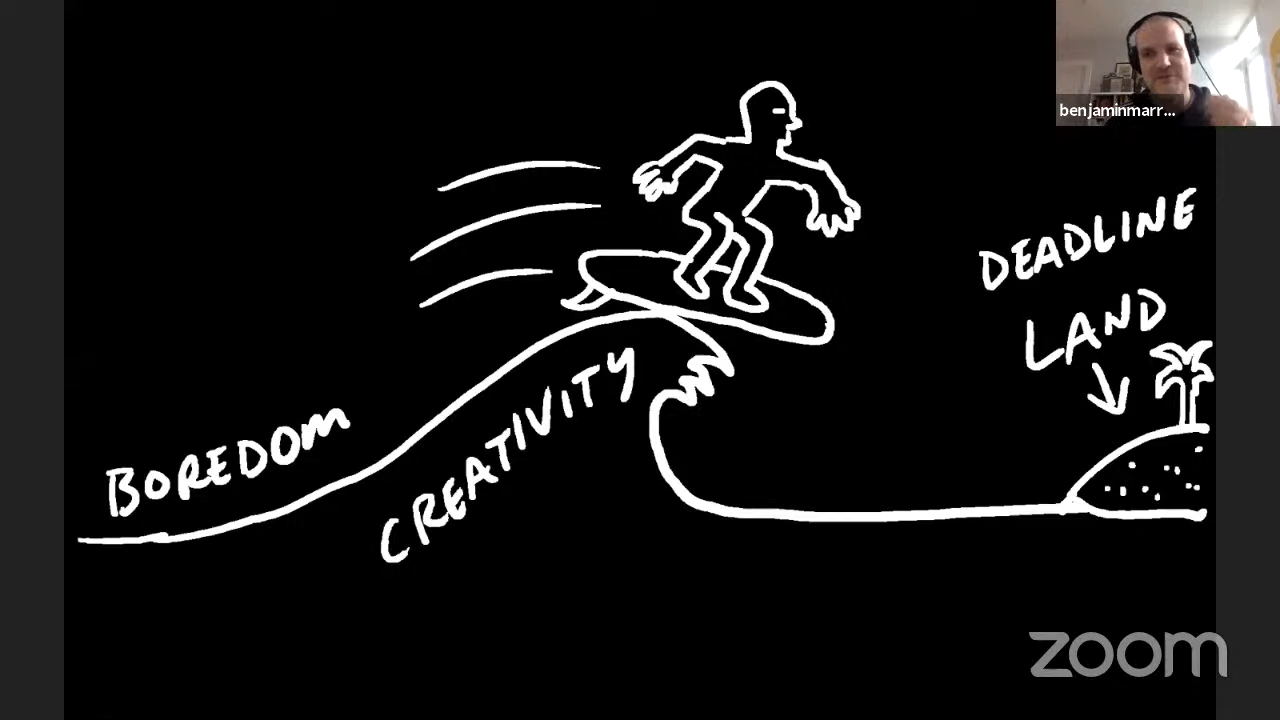 benjaminmarr...
DEADLINE
LAND
BOREDOM
CREATIVITY
zoom